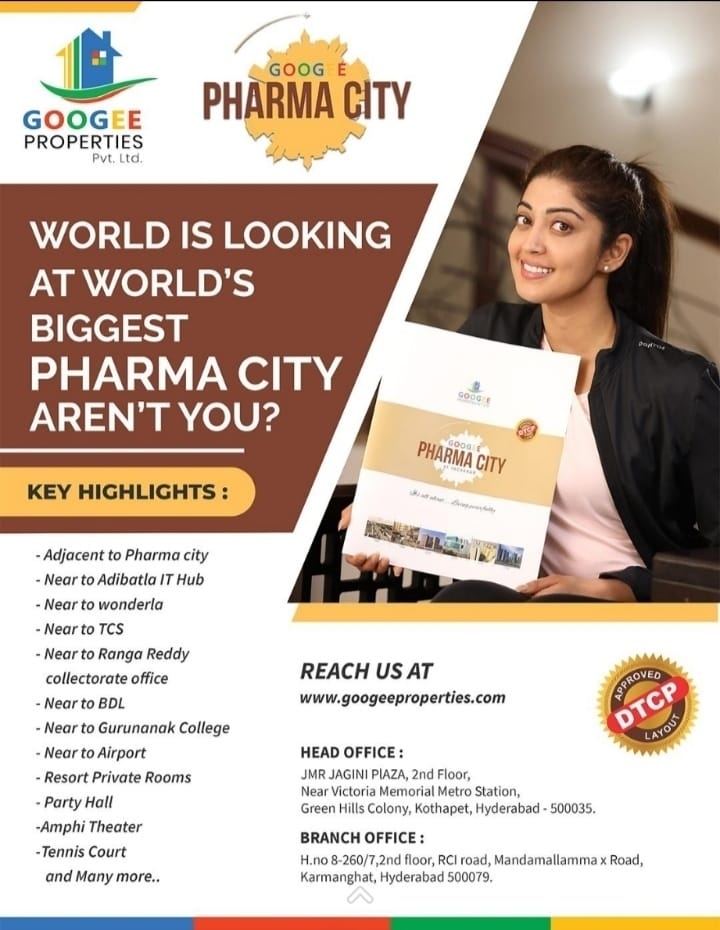 GOOGEE
PROPERTIES
Pvt. Ltd.
GOOGEE
PHARMA CITY
WORLD IS LOOKING
AT WORLD'S
BIGGEST
PHARMA CITY
AREN'T YOU?
KEY HIGHLIGHTS :
- Adjacent to Pharma city
- Near to Adibatla IT Hub
- Near to wonderla
- Near to TCS
- Near to Ranga Reddy
collectorate office
- Near to BDL
- Near to Gurunanak College
- Near to Airport
- Resort Private Rooms
- Party Hall
-Amphi Theater
-Tennis Court
and Many more..
GOOGEE
DTCP
GOOGEE
PHARMA CITY
REACH US AT
www.googeeproperties.com
HEAD OFFICE :
JMR JAGINI PlAZA, 2nd Floor,
Near Victoria Memorial Metro Station,
Green Hills Colony, Kothapet, Hyderabad - 500035.
BRANCH OFFICE :
H.no 8-260/7,2nd floor, RCI road, Mandamallamma x Road,
Karmanghat, Hyderabad 500079.
APPROVED
DTCP
LAYOUT